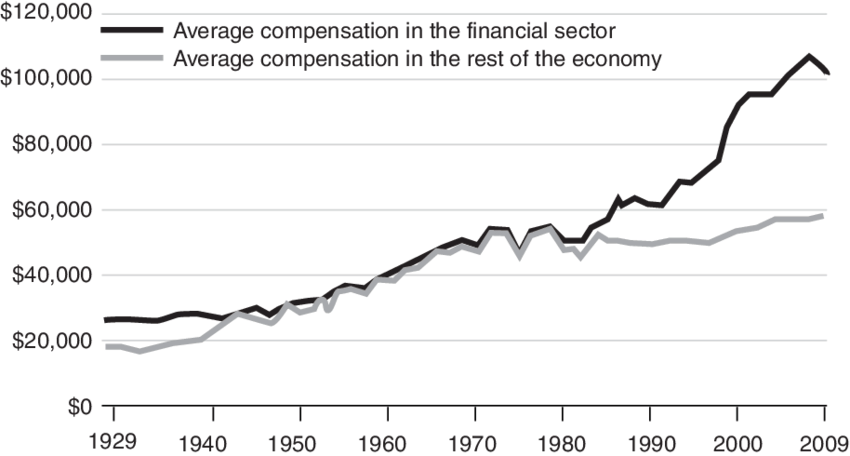 $120,000
Average compensation in the financial sector
Average compensation in the rest of the economy
$100,000
$80,000
$60,000
$40,000
$20,000
$0
1929 1940 1950 1960 1970 1980 1990 2000 2009